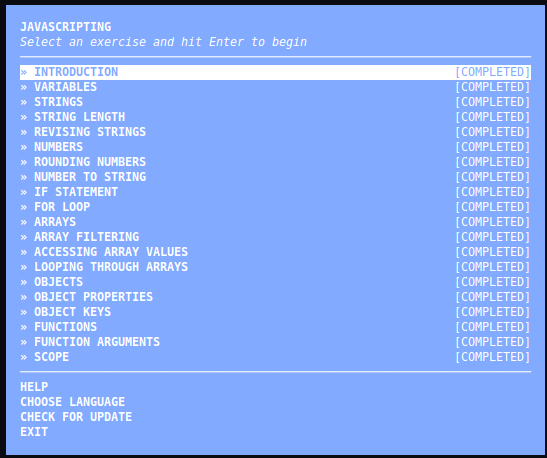 JAVASCRIPTING
Select an exercise and hit Enter to begin
» INTRODUCTION [COMPLETED]
» VARIABLES [COMPLETED]
» STRINGS [COMPLETED]
» STRING LENGTH [COMPLETED]
» REVISING STRINGS [COMPLETED]
» NUMBERS [COMPLETED]
» ROUNDING NUMBERS [COMPLETED]
» NUMBER TO STRING [COMPLETED]
» IF STATEMENT [COMPLETED]
» FOR LOOP [COMPLETED]
» ARRAYS [COMPLETED]
» ARRAY FILTERING [COMPLETED]
» ACCESSING ARRAY VALUES [COMPLETED]
» LOOPING THROUGH ARRAYS [COMPLETED]
» OBJECTS [COMPLETED]
» OBJECT PROPERTIES [COMPLETED]
» OBJECT KEYS [COMPLETED]
» FUNCTIONS [COMPLETED]
» FUNCTION ARGUMENTS [COMPLETED]
» SCOPE [COMPLETED]
HELP
CHOOSE LANGUAGE
CHECK FOR UPDATE
EXIT